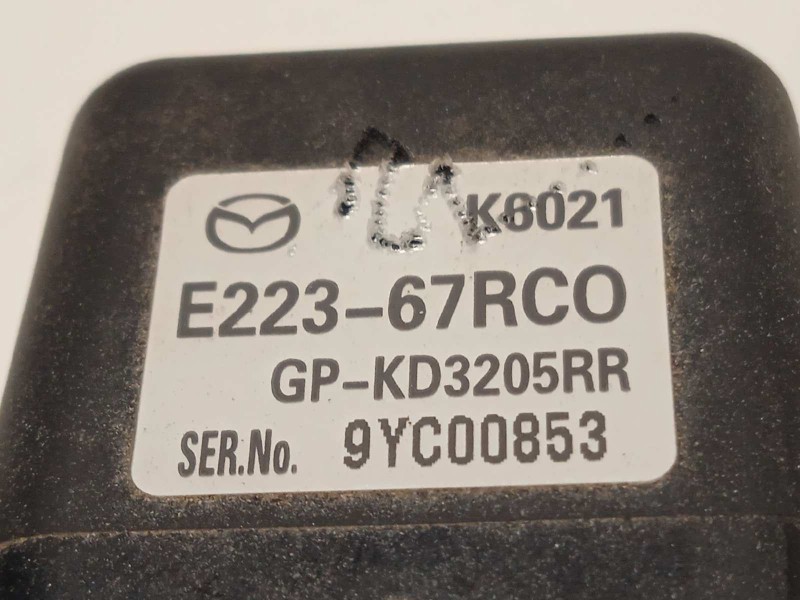 K6021
E223-67RCO
GP-KD3205RR
SER.No. 9YC00853